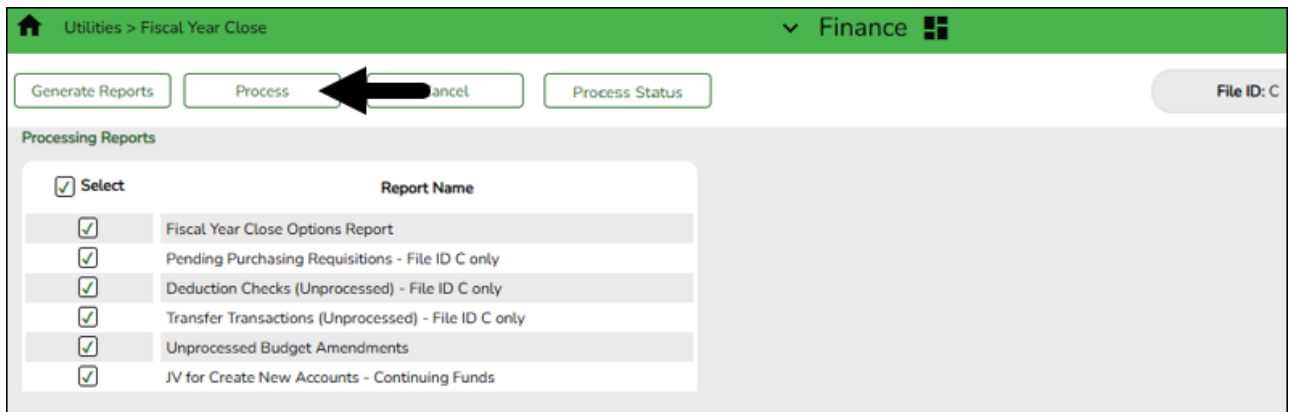 Utilities > Fiscal Year Close
Finance
Generate Reports
Process
ancel
Process Status
File ID: C
Processing Reports
Select
Report Name
Fiscal Year Close Options Report
Pending Purchasing Requisitions - File ID C only
Deduction Checks (Unprocessed) - File ID C only
Transfer Transactions (Unprocessed) - File ID C only
Unprocessed Budget Amendments
JV for Create New Accounts - Continuing Funds